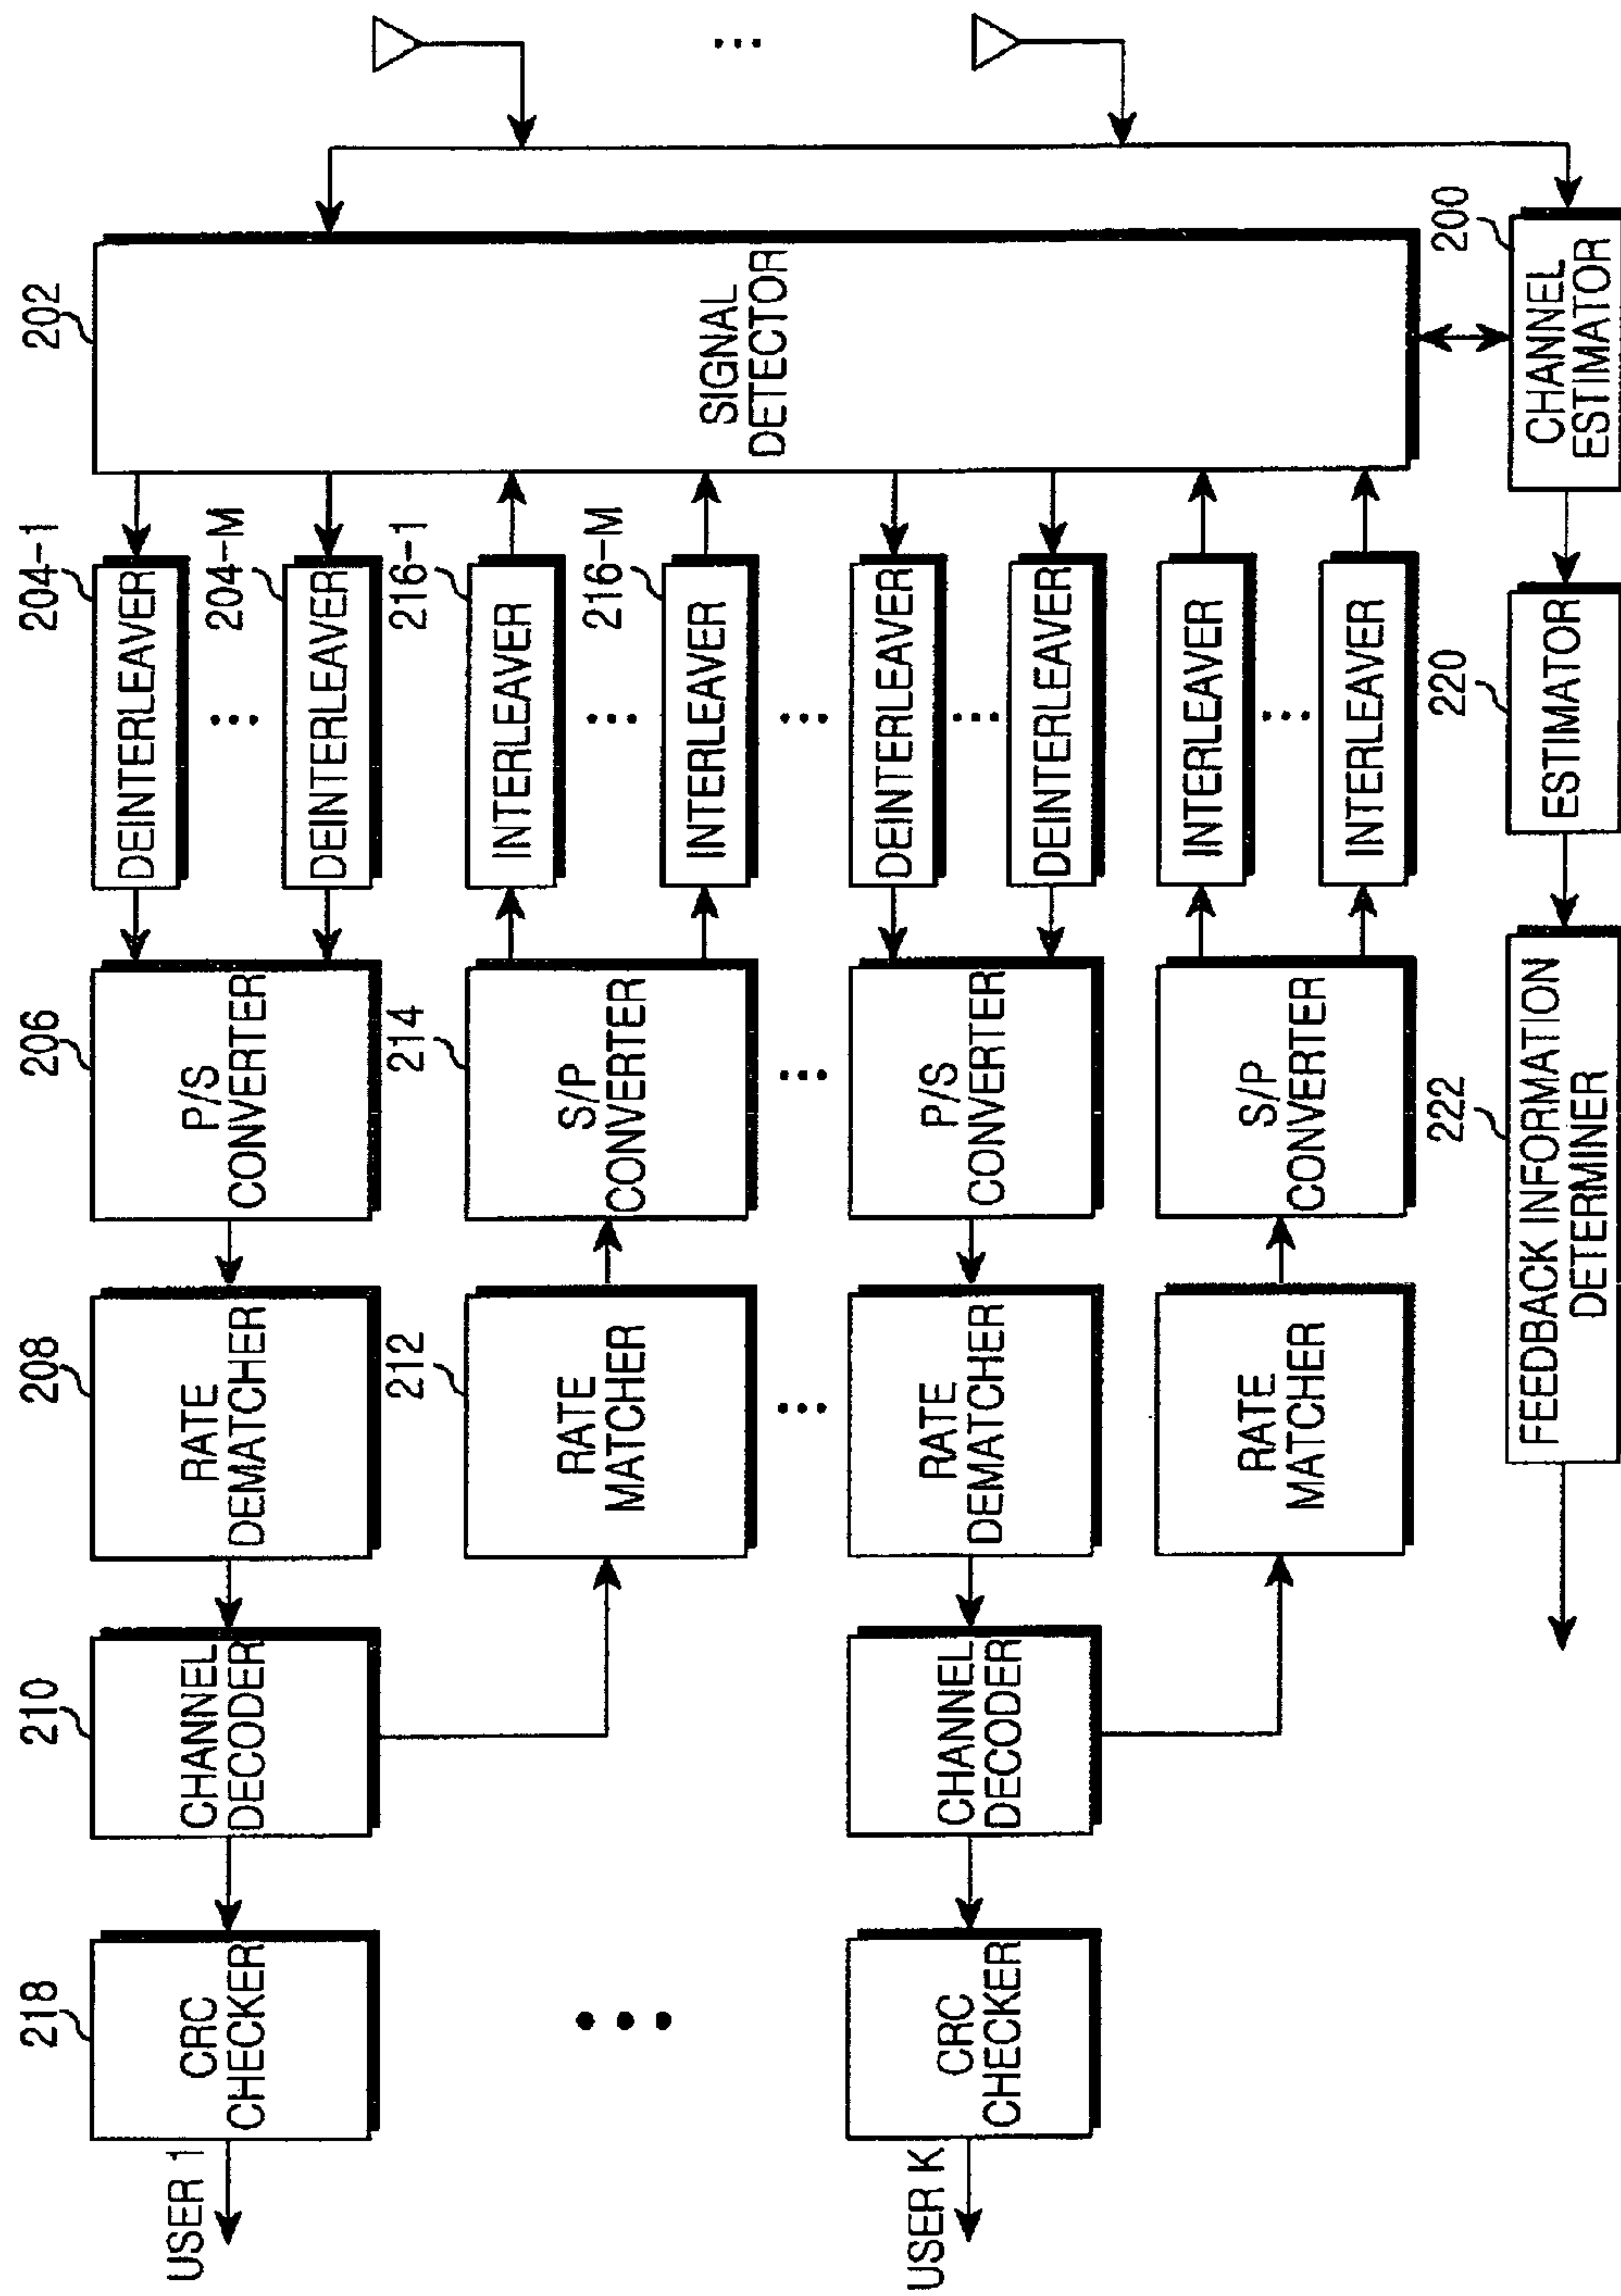 202
SIGNAL
DETECTOR
200
CHANNEL
ESTIMATOR
204-1
DEINTERLEAVER
...
204-M
DEINTERLEAVER
216-1
INTERLEAVER
...
216-M
INTERLEAVER
...
DEINTERLEAVER
...
DEINTERLEAVER
INTERLEAVER
...
INTERLEAVER
220
ESTIMATOR
206
P/S
CONVERTER
214
S/P
CONVERTER
...
P/S
CONVERTER
S/P
CONVERTER
222
FEEDBACK INFORMATION
DETERMINER
208
RATE
DEMATCHER
212
RATE
MATCHER
...
RATE
DEMATCHER
RATE
MATCHER
210
CHANNEL
DECODER
CHANNEL
DECODER
218
CRC
CHECKER
...
CRC
CHECKER
USER 1
USER K